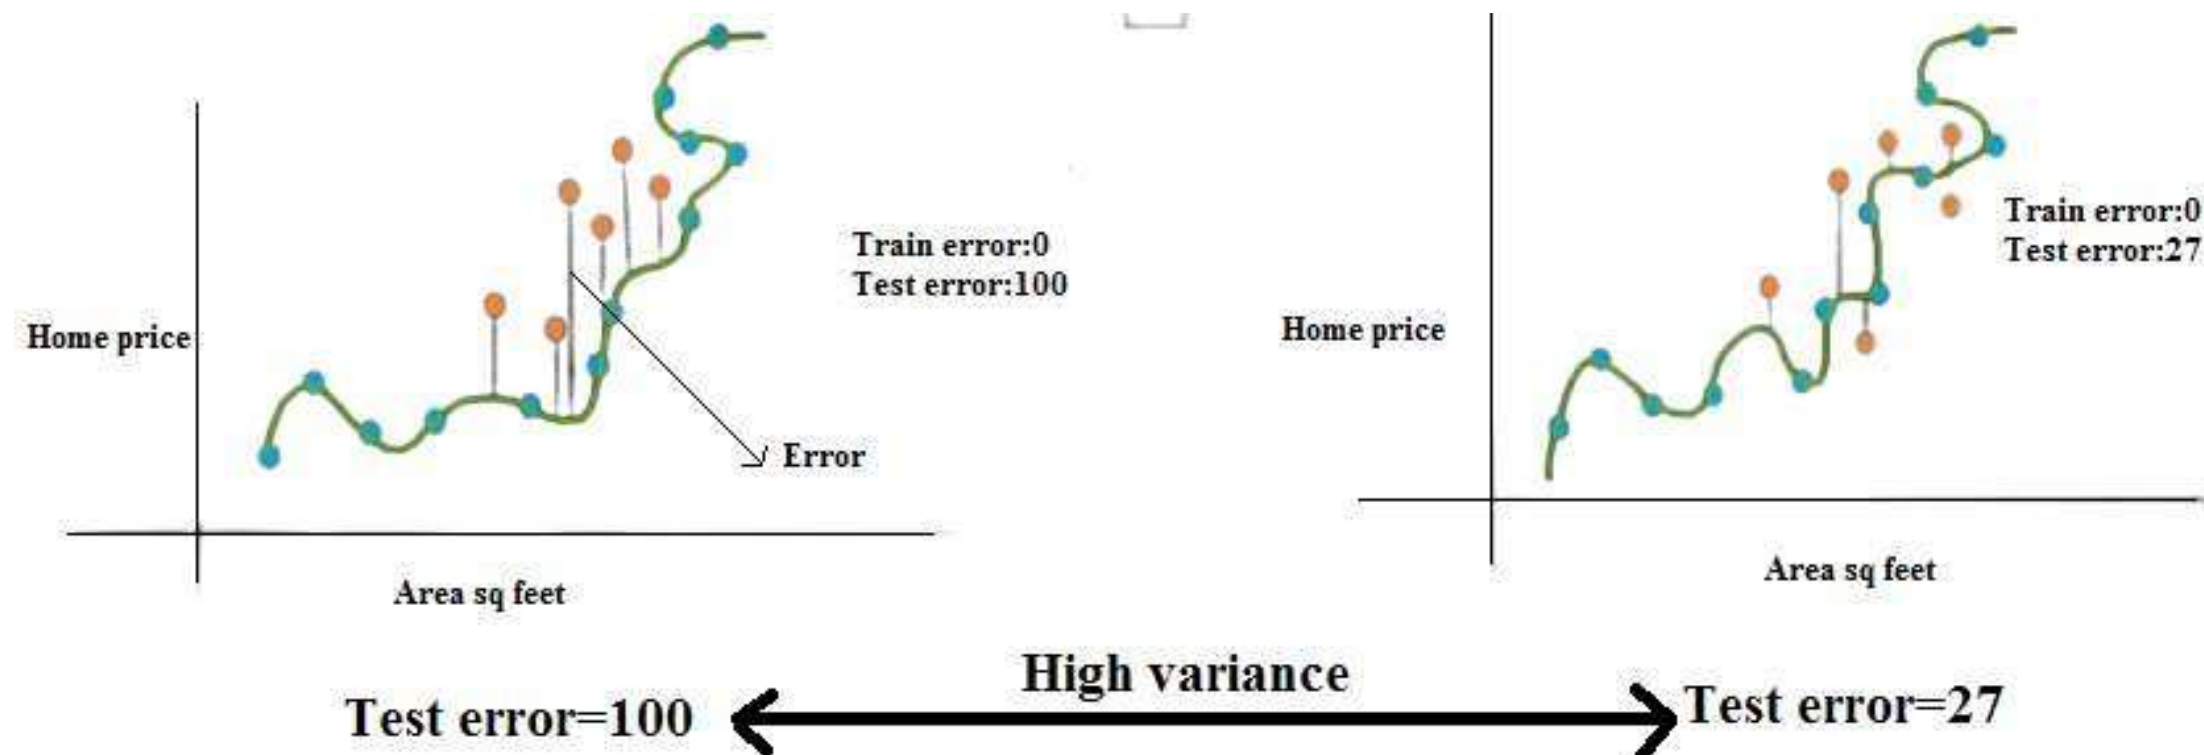 Home price
Train error:0
Test error:100
Error
Area sq feet
Home price
Train error:0
Test error:27
Area sq feet
High variance
Test error=100
Test error=27